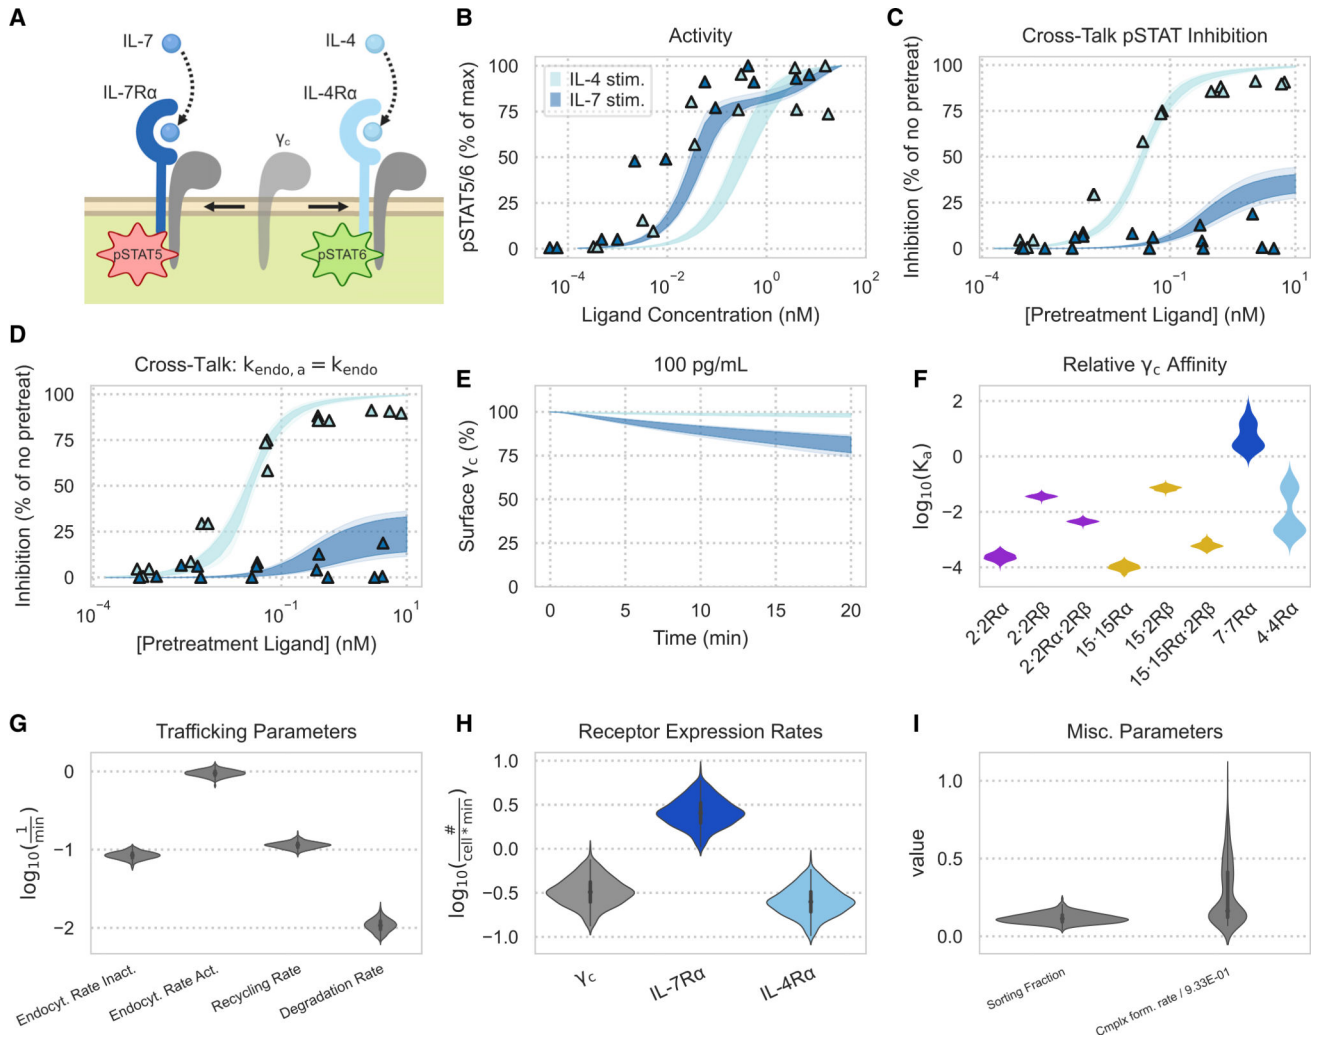 A
IL-7
IL-4
IL-7Rα
IL-4Rα
γc
pSTAT5
pSTAT6
B
Activity
pSTAT5/6 (% of max)
100
75
50
25
0
IL-4 stim.
IL-7 stim.
10⁻⁴
10⁻²
10⁰
10²
Ligand Concentration (nM)
C
Cross-Talk pSTAT Inhibition
Inhibition (% of no pretreat)
100
75
50
25
0
10⁻⁴
10⁻¹
10¹
[Pretreatment Ligand] (nM)
D
Cross-Talk: k_endo,a = k_endo
Inhibition (% of no pretreat)
100
75
50
25
0
10⁻⁴
10⁻¹
10¹
[Pretreatment Ligand] (nM)
E
100 pg/mL
Surface γc (%)
100
75
50
25
0
0
5
10
15
20
Time (min)
F
Relative γc Affinity
log₁₀(Kₐ)
2
0
−2
−4
2·2Rα
2·2Rβ
2·2Rα·2Rβ
15·15Rα
15·2Rβ
15·15Rα·2Rβ
7·7Rα
4·4Rα
G
Trafficking Parameters
log₁₀(1/min)
0
−1
−2
Endocyt. Rate Inact.
Endocyt. Rate Act.
Recycling Rate
Degradation Rate
H
Receptor Expression Rates
log₁₀(#/cell * min)
1.0
0.5
0.0
−0.5
−1.0
γc
IL-7Rα
IL-4Rα
I
Misc. Parameters
value
1.0
0.5
0.0
Sorting Fraction
Cmplx form. rate / 9.33E-01